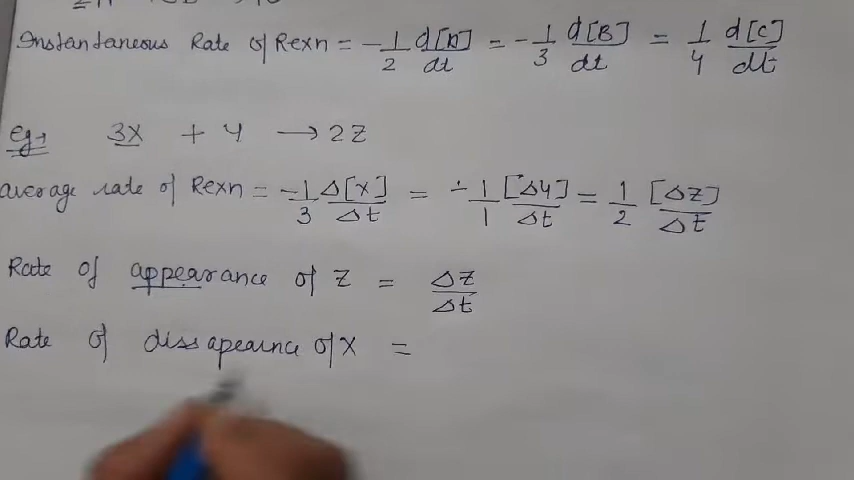 Instantaneous Rate of Rexn = -1/2 d[A]/dt = -1/3 d[B]/dt = 1/4 d[C]/dt
eg→ 3X + Y → 2Z
average rate of Rexn = -1/3 Δ[X]/Δt = -1/1 [ΔY]/Δt = 1/2 [ΔZ]/Δt
Rate of appearance of Z = ΔZ/Δt
Rate of dissapearnce of X =